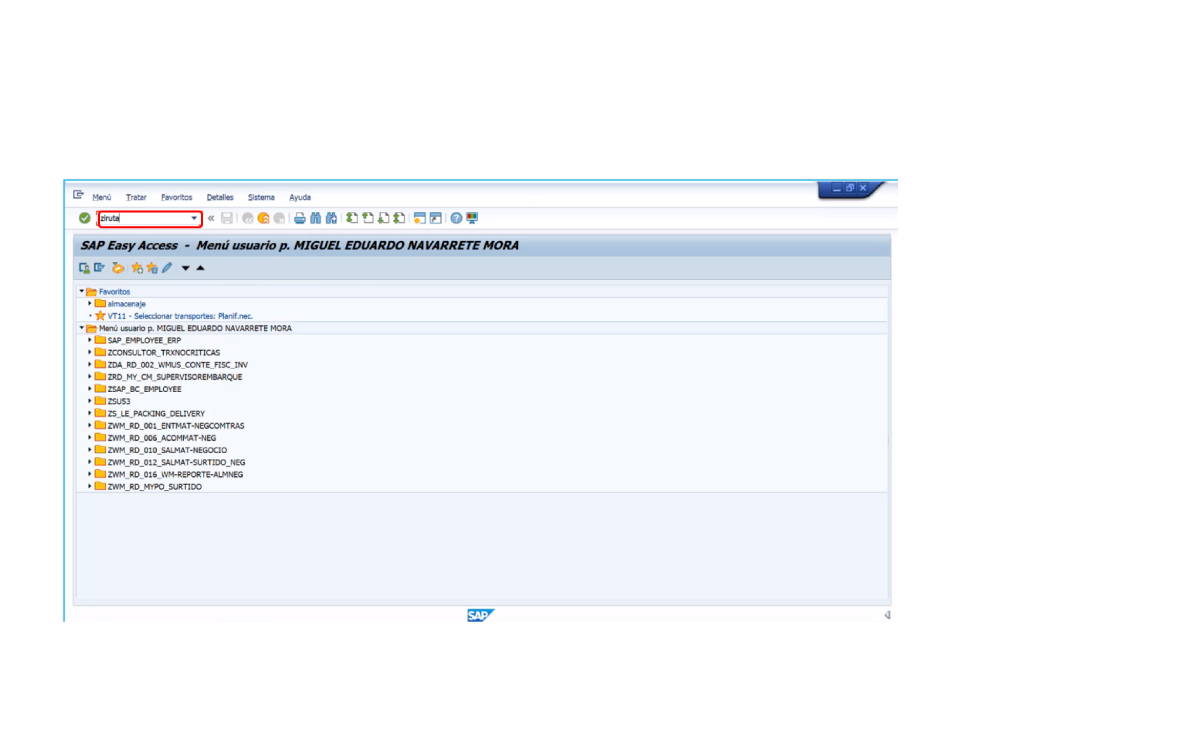 Menú Tratar Favoritos Detalles Sistema Ayuda
ziruta
SAP Easy Access - Menú usuario p. MIGUEL EDUARDO NAVARRETE MORA
Favoritos
almacenaje
VT11 - Seleccionar transportes: Planif.nec.
Menú usuario p. MIGUEL EDUARDO NAVARRETE MORA
SAP_EMPLOYEE_ERP
ZCONSULTOR_TRXNOCRITICAS
ZDA_RD_002_WMUS_CONTE_FISC_INV
ZRD_MY_CM_SUPERVISOREMBARQUE
ZSAP_BC_EMPLOYEE
ZSU53
ZS_LE_PACKING_DELIVERY
ZWM_RD_001_ENTMAT-NEGCOMTRAS
ZWM_RD_006_ACOMMAT-NEG
ZWM_RD_010_SALMAT-NEGOCIO
ZWM_RD_012_SALMAT-SURTIDO_NEG
ZWM_RD_016_WM-REPORTE-ALMNEG
ZWM_RD_MYPO_SURTIDO
SAP